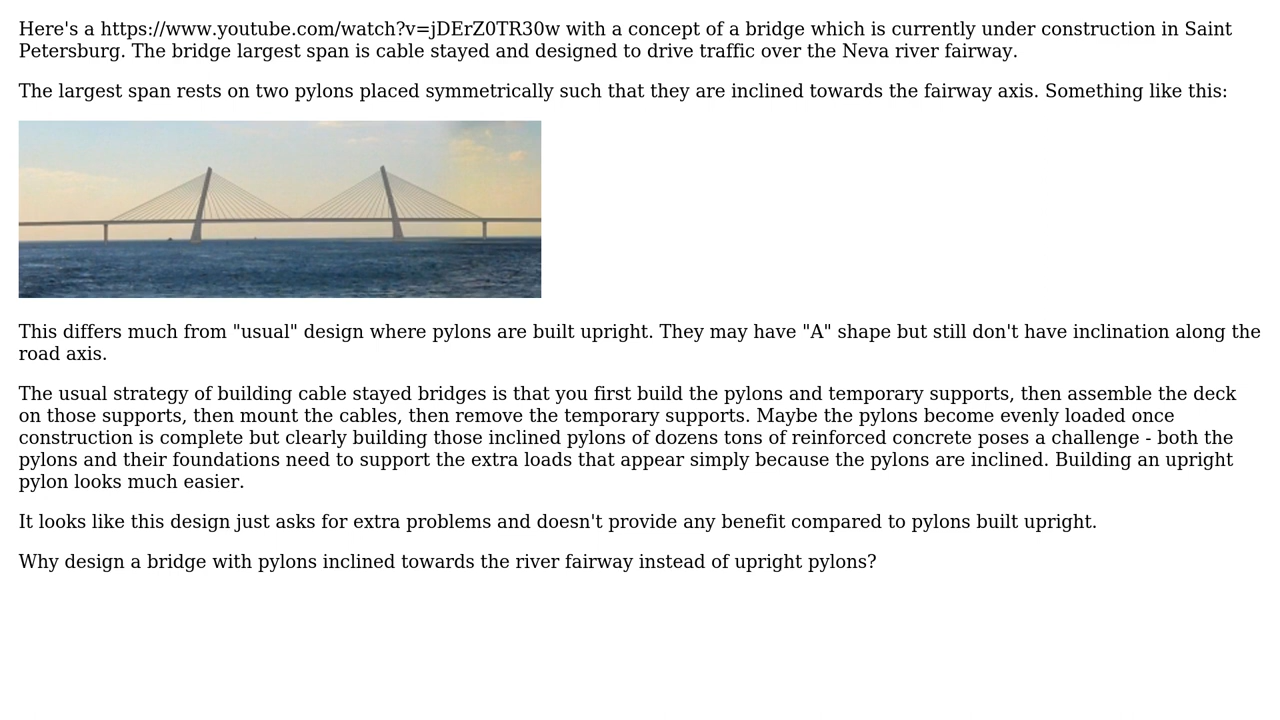 Here's a https://www.youtube.com/watch?v=jDErZ0TR30w with a concept of a bridge which is currently under construction in Saint
Petersburg. The bridge largest span is cable stayed and designed to drive traffic over the Neva river fairway.
The largest span rests on two pylons placed symmetrically such that they are inclined towards the fairway axis. Something like this:
This differs much from "usual" design where pylons are built upright. They may have "A" shape but still don't have inclination along the
road axis.
The usual strategy of building cable stayed bridges is that you first build the pylons and temporary supports, then assemble the deck
on those supports, then mount the cables, then remove the temporary supports. Maybe the pylons become evenly loaded once
construction is complete but clearly building those inclined pylons of dozens tons of reinforced concrete poses a challenge - both the
pylons and their foundations need to support the extra loads that appear simply because the pylons are inclined. Building an upright
pylon looks much easier.
It looks like this design just asks for extra problems and doesn't provide any benefit compared to pylons built upright.
Why design a bridge with pylons inclined towards the river fairway instead of upright pylons?